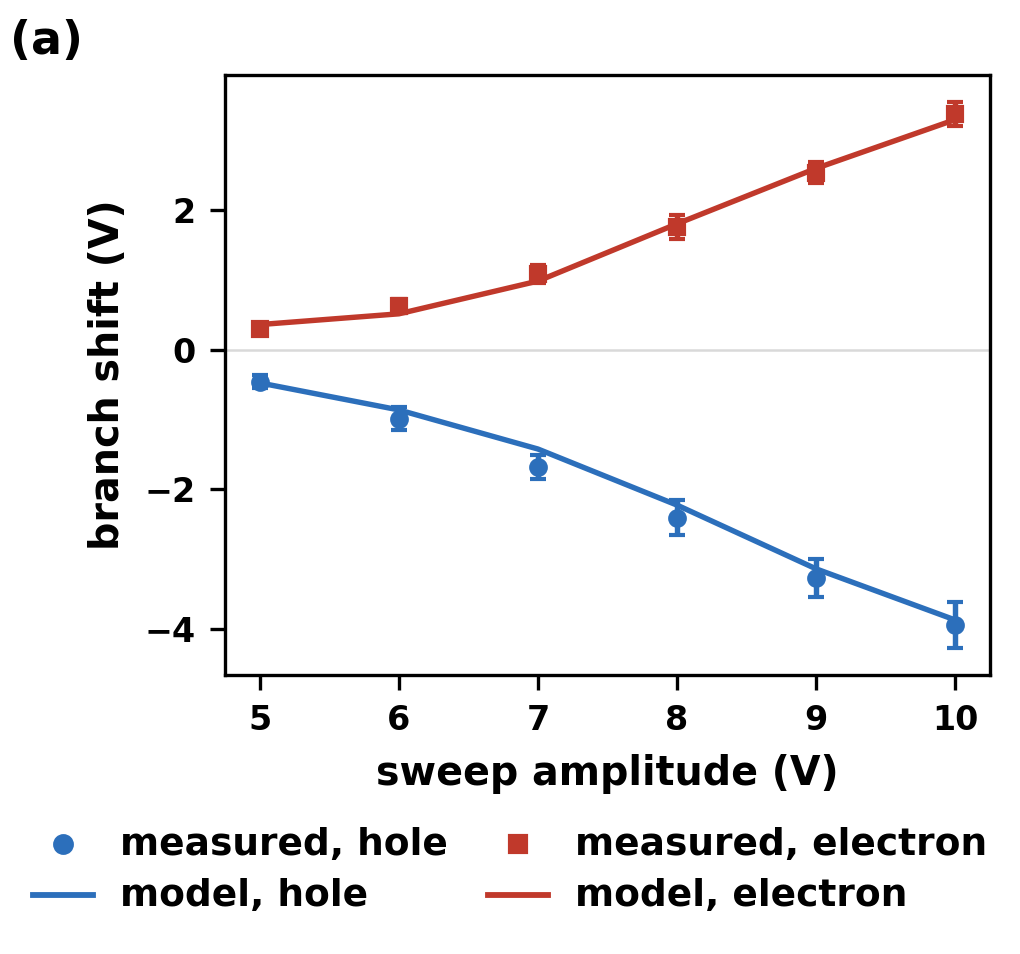 (a)
branch shift (V)
2
0
−2
−4
5 6 7 8 9 10
sweep amplitude (V)
measured, hole measured, electron
model, hole model, electron